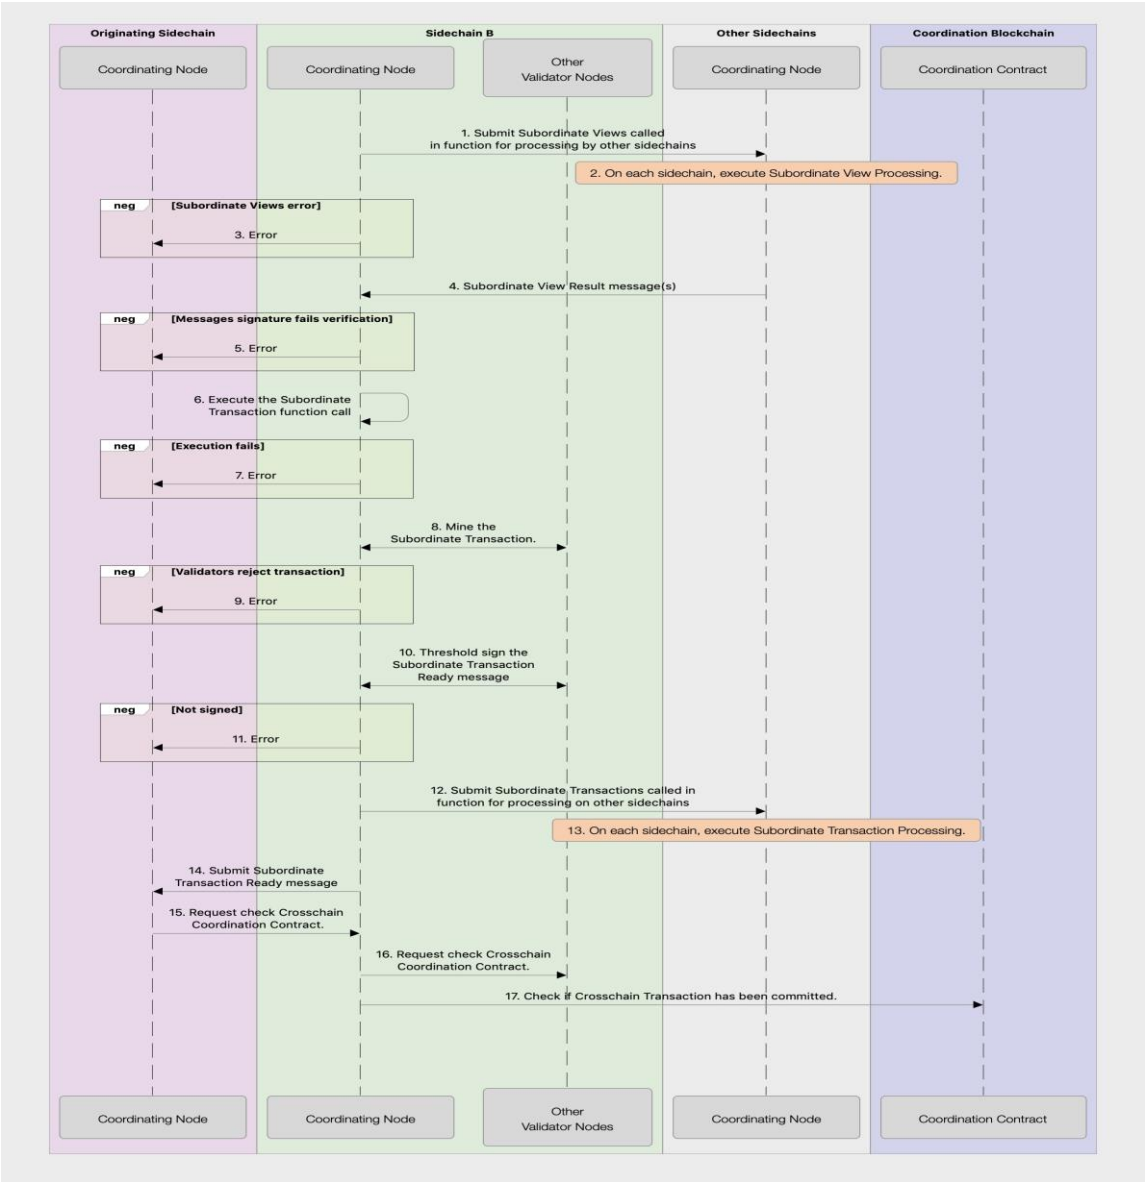 Originating Sidechain
Sidechain B
Other Sidechains
Coordination Blockchain
Coordinating Node
Coordinating Node
Other
Validator Nodes
Coordinating Node
Coordination Contract
1. Submit Subordinate Views called
in function for processing by other sidechains
2. On each sidechain, execute Subordinate View Processing.
neg
[Subordinate Views error]
3. Error
4. Subordinate View Result message(s)
neg
[Messages signature fails verification]
5. Error
6. Execute the Subordinate
Transaction function call
neg
[Execution fails]
7. Error
8. Mine the
Subordinate Transaction.
neg
[Validators reject transaction]
9. Error
10. Threshold sign the
Subordinate Transaction
Ready message
neg
[Not signed]
11. Error
12. Submit Subordinate Transactions called in
function for processing on other sidechains
13. On each sidechain, execute Subordinate Transaction Processing.
14. Submit Subordinate
Transaction Ready message
15. Request check Crosschain
Coordination Contract.
16. Request check Crosschain
Coordination Contract.
17. Check if Crosschain Transaction has been committed.
Coordinating Node
Coordinating Node
Other
Validator Nodes
Coordinating Node
Coordination Contract